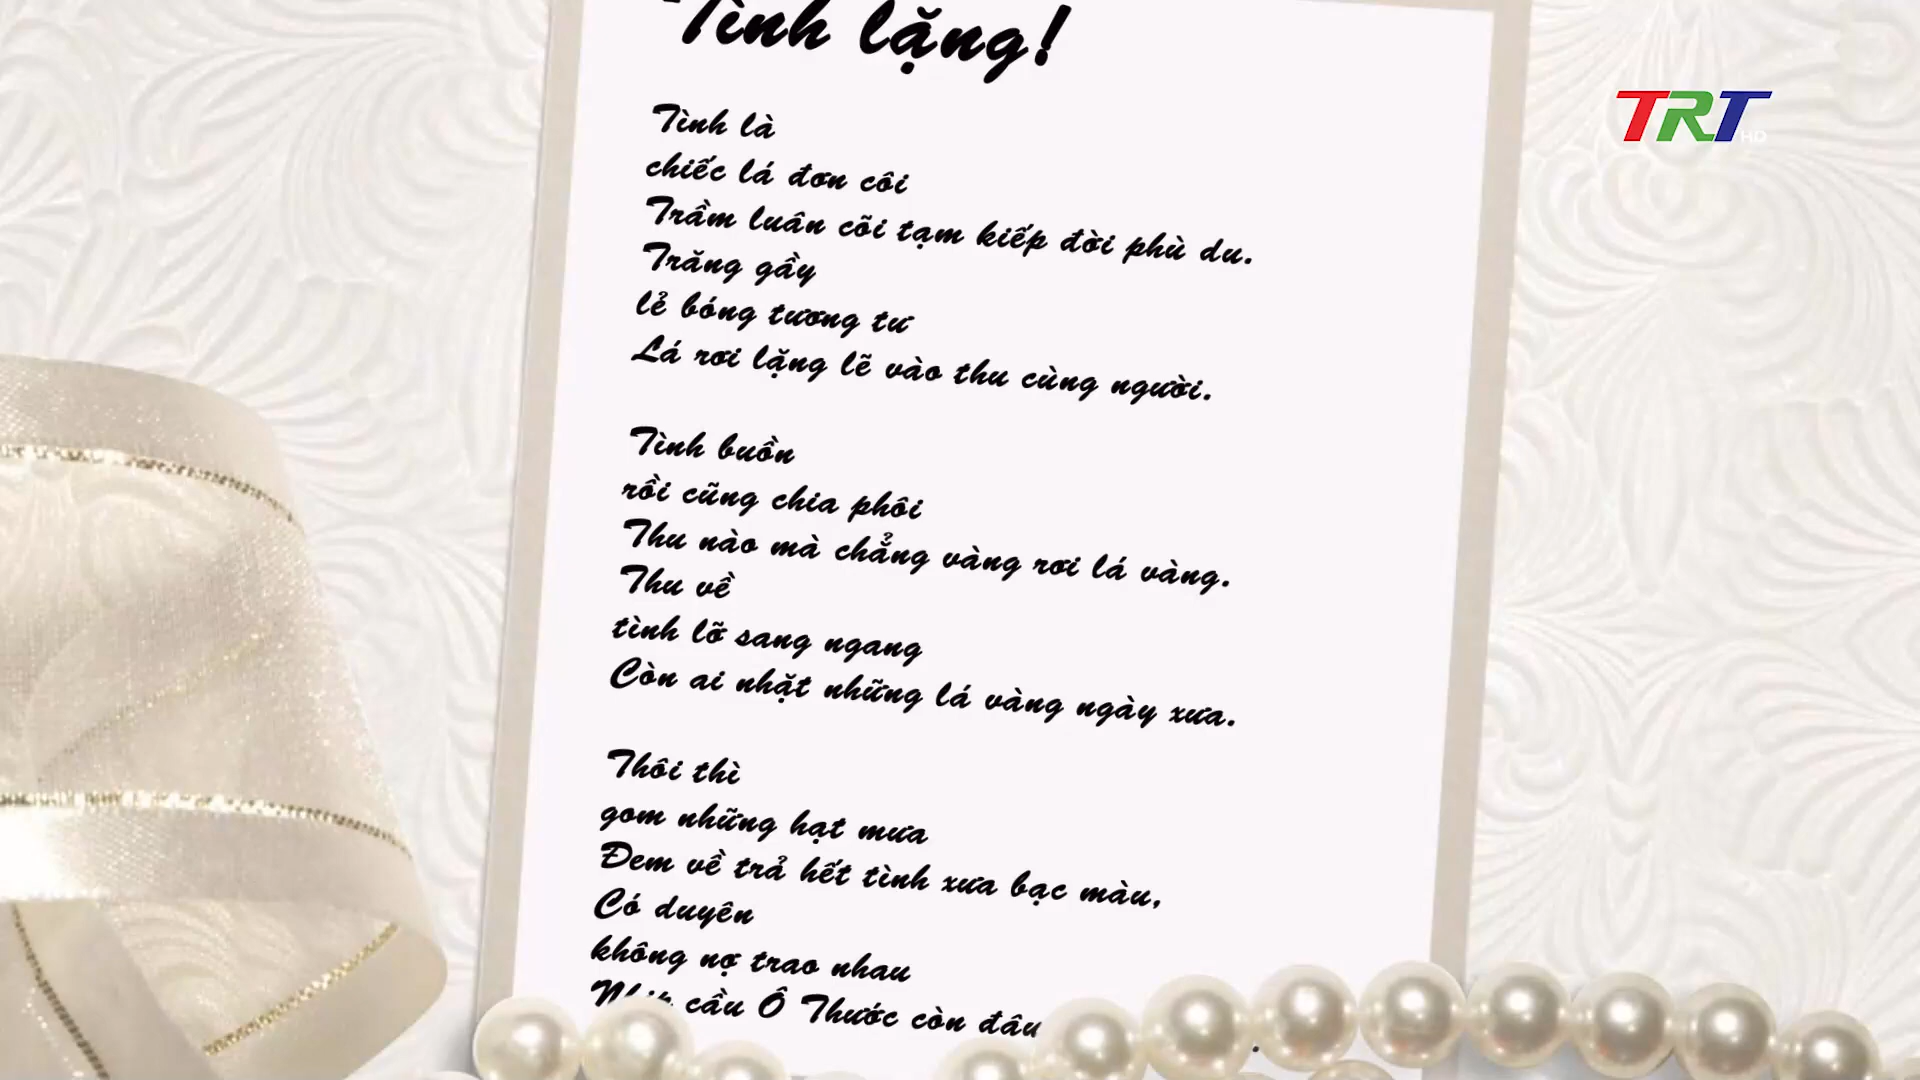 Tình lặng!
Tình là
chiếc lá đơn côi
Trầm luân cõi tạm kiếp đời phù du.
Trăng gầy
lẻ bóng tương tư
Lá rơi lặng lẽ vào thu cùng người.
Tình buồn
rồi cũng chia phôi
Thu nào mà chẳng vàng rơi lá vàng.
Thu về
tình lỡ sang ngang
Còn ai nhặt những lá vàng ngày xưa.
Thôi thì
gom những hạt mưa
Đem về trả hết tình xưa bạc màu,
Có duyên
không nợ trao nhau
cầu Ô Thước còn đâu
TRT HD